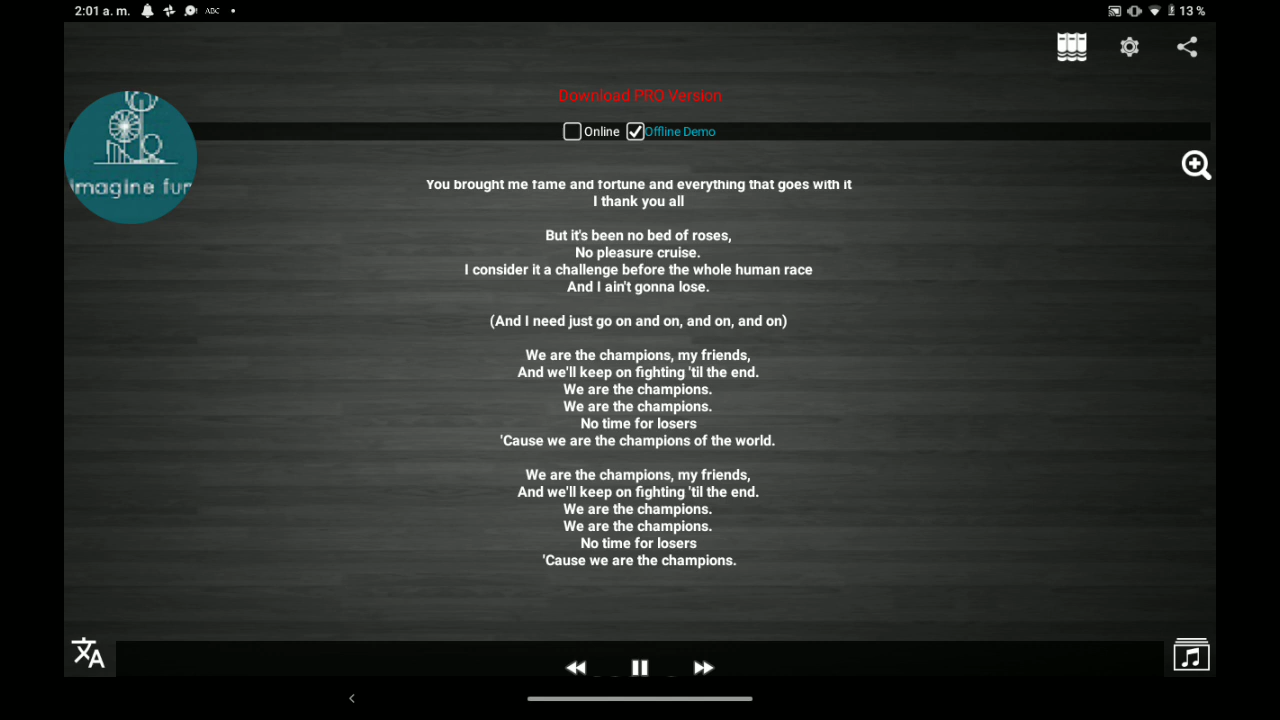 2:01 a. m.
ABC
13 %
Download PRO Version
Online
Offline Demo
imagine fun
You brought me fame and fortune and everything that goes with it
I thank you all
But it's been no bed of roses,
No pleasure cruise.
I consider it a challenge before the whole human race
And I ain't gonna lose.
(And I need just go on and on, and on, and on)
We are the champions, my friends,
And we'll keep on fighting 'til the end.
We are the champions.
We are the champions.
No time for losers
'Cause we are the champions of the world.
We are the champions, my friends,
And we'll keep on fighting 'til the end.
We are the champions.
We are the champions.
No time for losers
'Cause we are the champions.